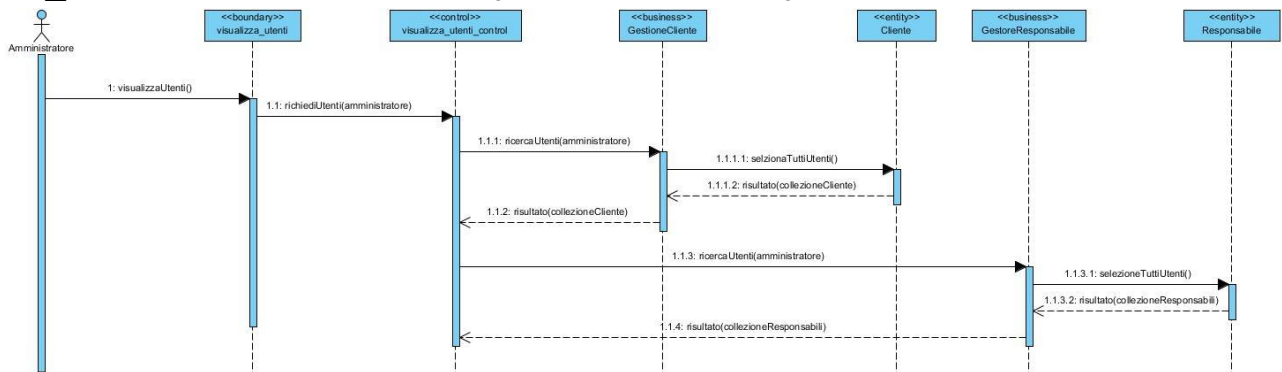 <<boundary>>
visualizza_utenti
<<control>>
visualizza_utenti_control
<<business>>
GestioneCliente
<<entity>>
Cliente
<<business>>
GestoreResponsabile
<<entity>>
Responsabile
Amministratore
1: visualizzaUtenti()
1.1: richiediUtenti(amministratore)
1.1.1: ricercaUtenti(amministratore)
1.1.1.1: selzionaTuttiUtenti()
1.1.1.2: risultato(collezioneCliente)
1.1.2: risultato(collezioneCliente)
1.1.3: ricercaUtenti(amministratore)
1.1.3.1: selezioneTuttiUtenti()
1.1.3.2: risultato(collezioneResponsabili)
1.1.4: risultato(collezioneResponsabili)